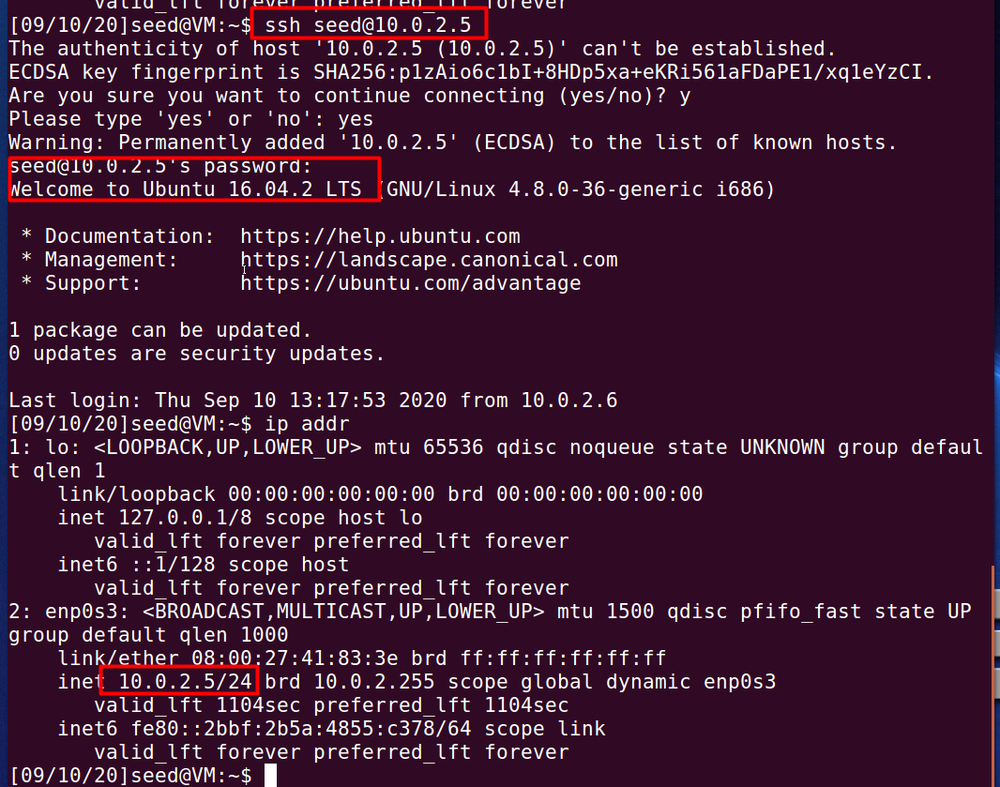 valid_lft forever preferred_lft forever
[09/10/20]seed@VM:~$ ssh seed@10.0.2.5
The authenticity of host '10.0.2.5 (10.0.2.5)' can't be established.
ECDSA key fingerprint is SHA256:p1zAio6c1bI+8HDp5xa+eKRi561aFDaPE1/xq1eYzCI.
Are you sure you want to continue connecting (yes/no)? y
Please type 'yes' or 'no': yes
Warning: Permanently added '10.0.2.5' (ECDSA) to the list of known hosts.
seed@10.0.2.5's password:
Welcome to Ubuntu 16.04.2 LTS (GNU/Linux 4.8.0-36-generic i686)
* Documentation:  https://help.ubuntu.com
* Management:     https://landscape.canonical.com
* Support:        https://ubuntu.com/advantage
1 package can be updated.
0 updates are security updates.
Last login: Thu Sep 10 13:17:53 2020 from 10.0.2.6
[09/10/20]seed@VM:~$ ip addr
1: lo: <LOOPBACK,UP,LOWER_UP> mtu 65536 qdisc noqueue state UNKNOWN group defaul
t qlen 1
link/loopback 00:00:00:00:00:00 brd 00:00:00:00:00:00
inet 127.0.0.1/8 scope host lo
valid_lft forever preferred_lft forever
inet6 ::1/128 scope host
valid_lft forever preferred_lft forever
2: enp0s3: <BROADCAST,MULTICAST,UP,LOWER_UP> mtu 1500 qdisc pfifo_fast state UP
group default qlen 1000
link/ether 08:00:27:41:83:3e brd ff:ff:ff:ff:ff:ff
inet 10.0.2.5/24 brd 10.0.2.255 scope global dynamic enp0s3
valid_lft 1104sec preferred_lft 1104sec
inet6 fe80::2bbf:2b5a:4855:c378/64 scope link
valid_lft forever preferred_lft forever
[09/10/20]seed@VM:~$